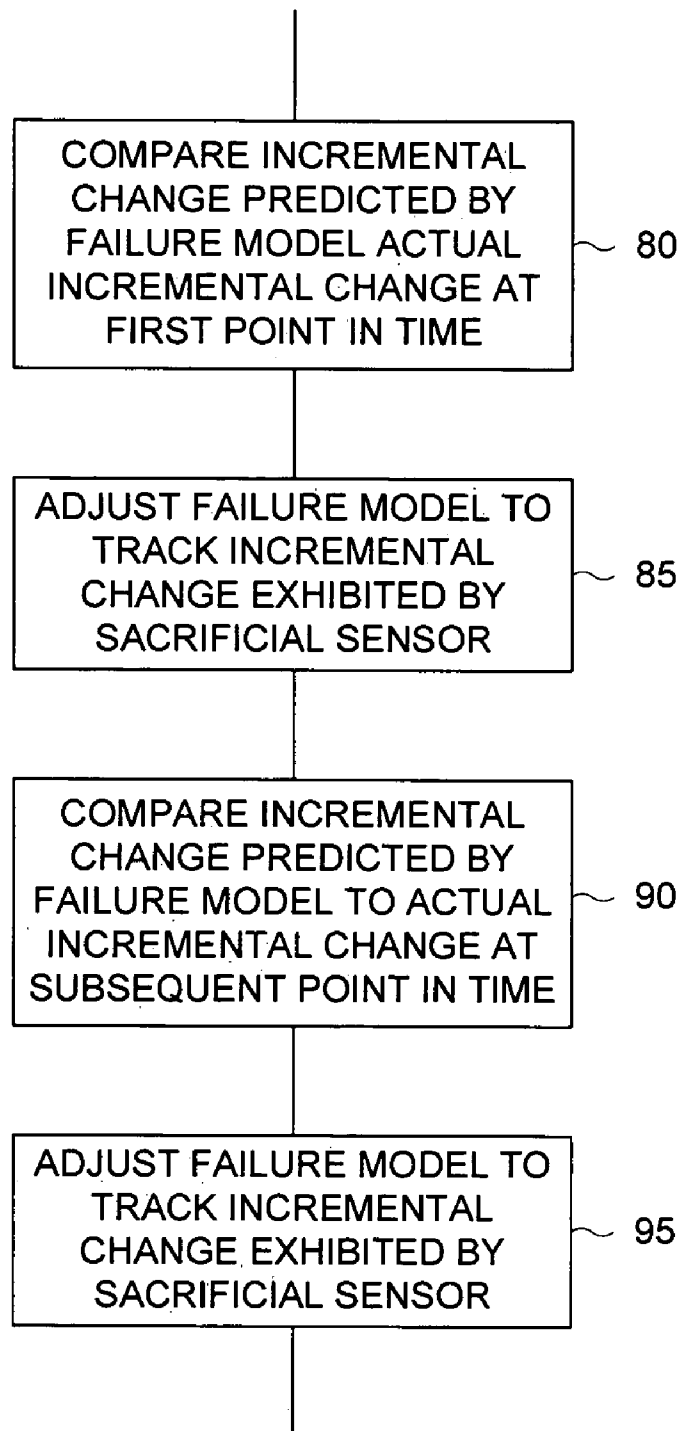 COMPARE INCREMENTAL
CHANGE PREDICTED BY
FAILURE MODEL ACTUAL
INCREMENTAL CHANGE AT
FIRST POINT IN TIME
80
ADJUST FAILURE MODEL TO
TRACK INCREMENTAL
CHANGE EXHIBITED BY
SACRIFICIAL SENSOR
85
COMPARE INCREMENTAL
CHANGE PREDICTED BY
FAILURE MODEL TO ACTUAL
INCREMENTAL CHANGE AT
SUBSEQUENT POINT IN TIME
90
ADJUST FAILURE MODEL TO
TRACK INCREMENTAL
CHANGE EXHIBITED BY
SACRIFICIAL SENSOR
95